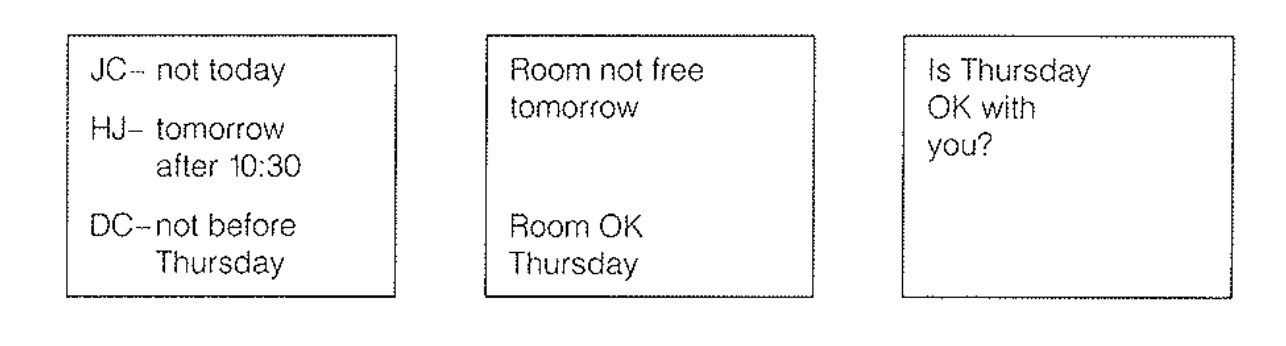 JC– not today
HJ– tomorrow
after 10:30
DC–not before
Thursday
Room not free
tomorrow
Room OK
Thursday
Is Thursday
OK with
you?